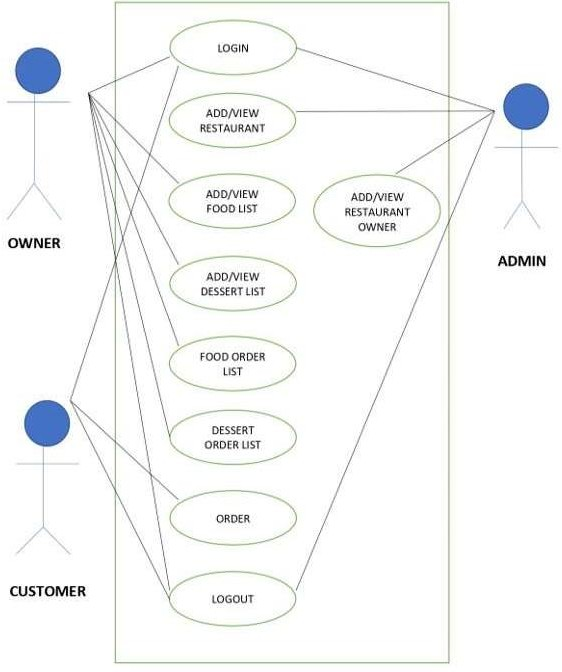 LOGIN
ADD/VIEW
RESTAURANT
ADD/VIEW
FOOD LIST
ADD/VIEW
RESTAURANT
OWNER
OWNER
ADMIN
ADD/VIEW
DESSERT LIST
FOOD ORDER
LIST
DESSERT
ORDER LIST
ORDER
CUSTOMER
LOGOUT